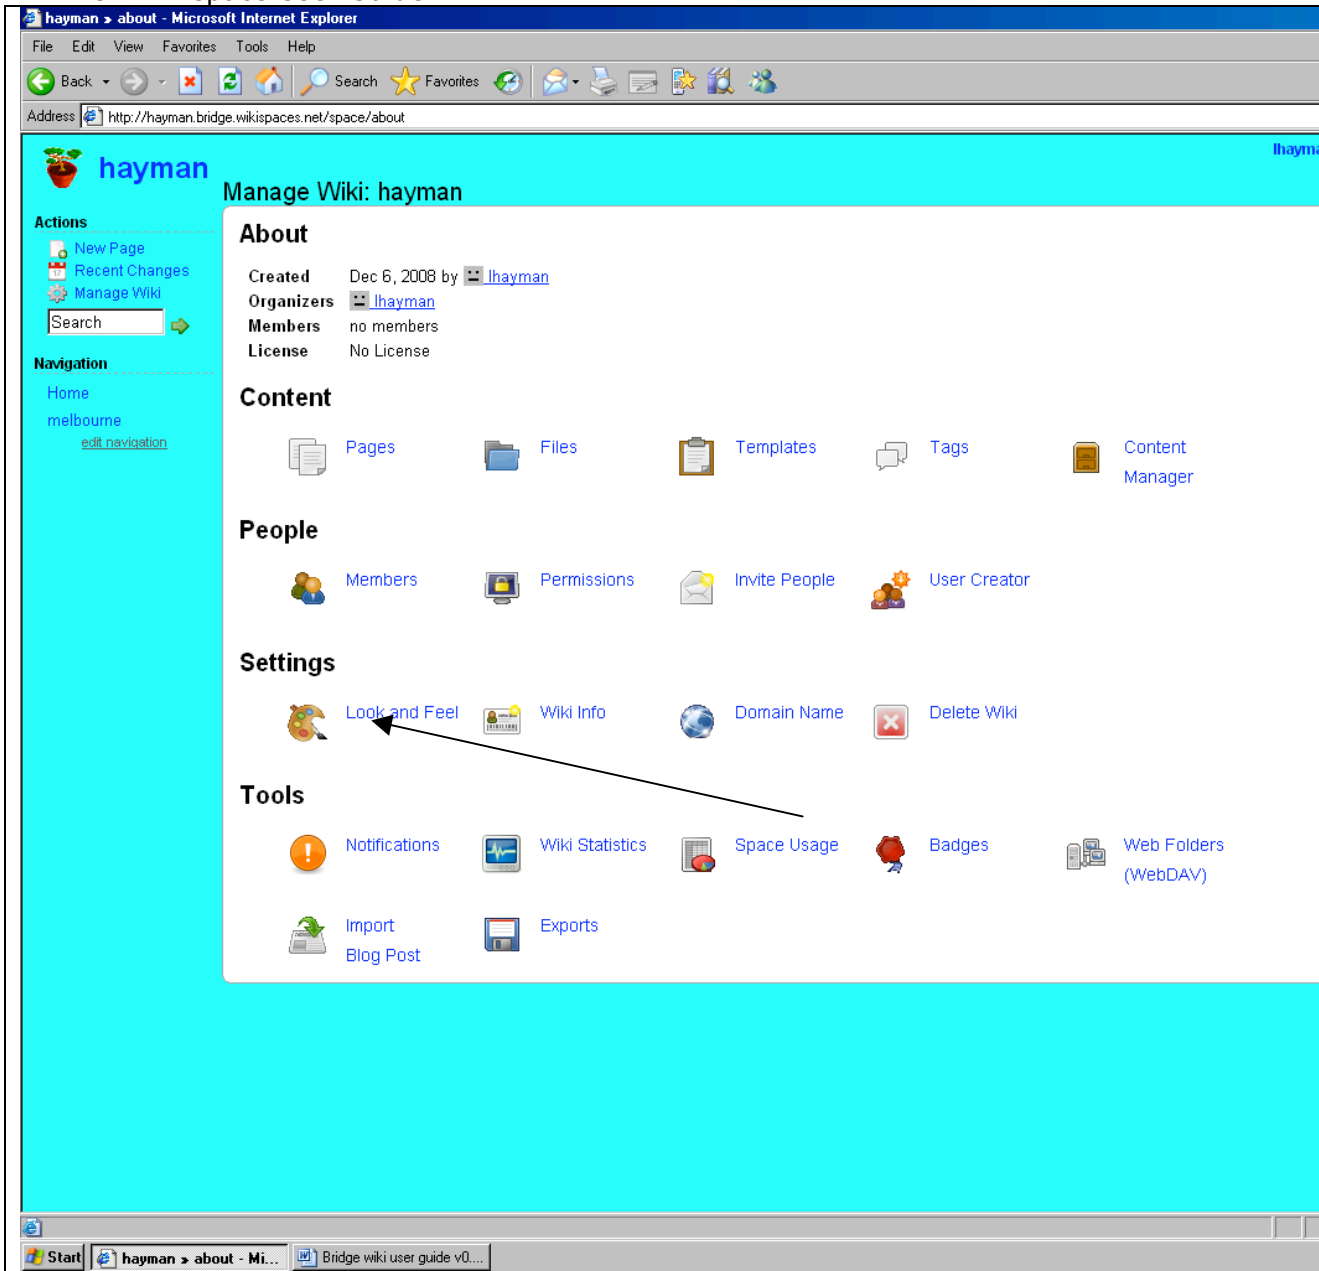 hayman » about - Microsoft Internet Explorer
File Edit View Favorites Tools Help
Back Search Favorites
Address http://hayman.bridge.wikispaces.net/space/about
hayman
Manage Wiki: hayman
Actions
New Page
17 Recent Changes
Manage Wiki
Search
Navigation
Home
melbourne
edit navigation
About
Created Dec 6, 2008 by lhayman
Organizers lhayman
Members no members
License No License
Content
Pages Files Templates Tags Content
Manager
People
Members Permissions Invite People User Creator
Settings
Look and Feel Wiki Info Domain Name Delete Wiki
Tools
Notifications Wiki Statistics Space Usage Badges Web Folders
(WebDAV)
Import Exports
Blog Post
Start hayman » about - Mi... Bridge wiki user guide v0....